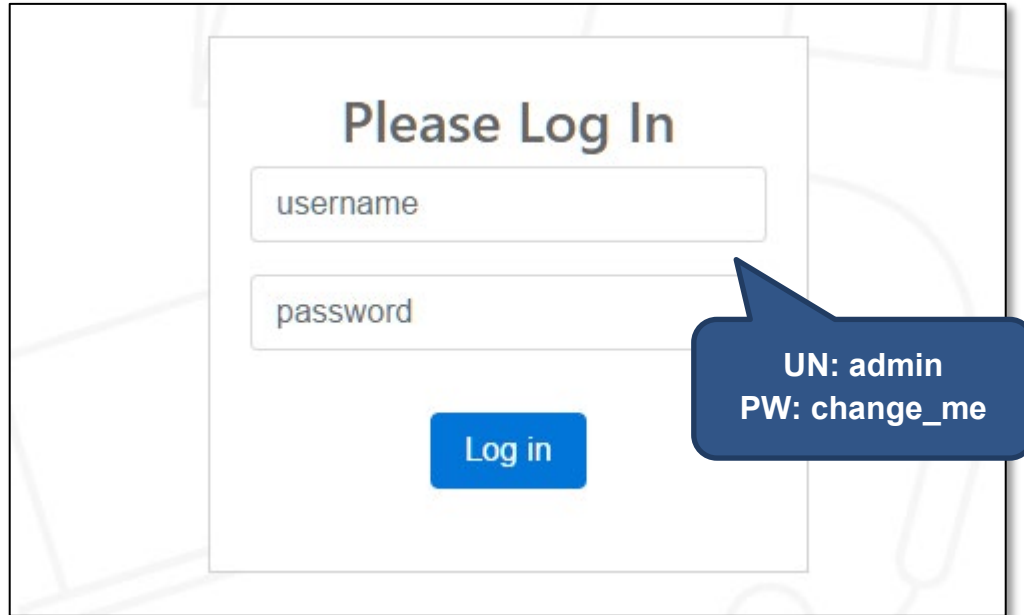 Please Log In
username
password
UN: admin
PW: change_me
Log in